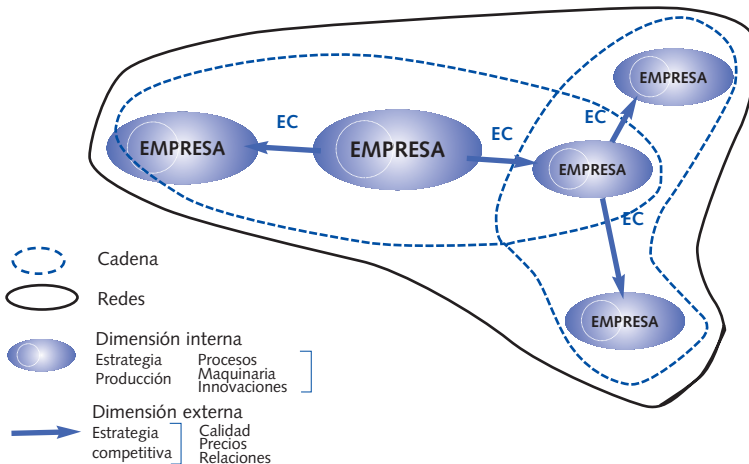 EMPRESA
EC
EC
EC
EMPRESA
EMPRESA
EMPRESA
EC
EMPRESA
Cadena
Redes
Dimensión interna
Estrategia Procesos
Producción Maquinaria
Innovaciones
Dimensión externa
Estrategia Calidad
competitiva Precios
Relaciones